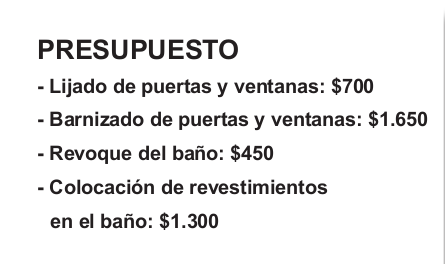 PRESUPUESTO
- Lijado de puertas y ventanas: $700
- Barnizado de puertas y ventanas: $1.650
- Revoque del baño: $450
- Colocación de revestimientos
en el baño: $1.300